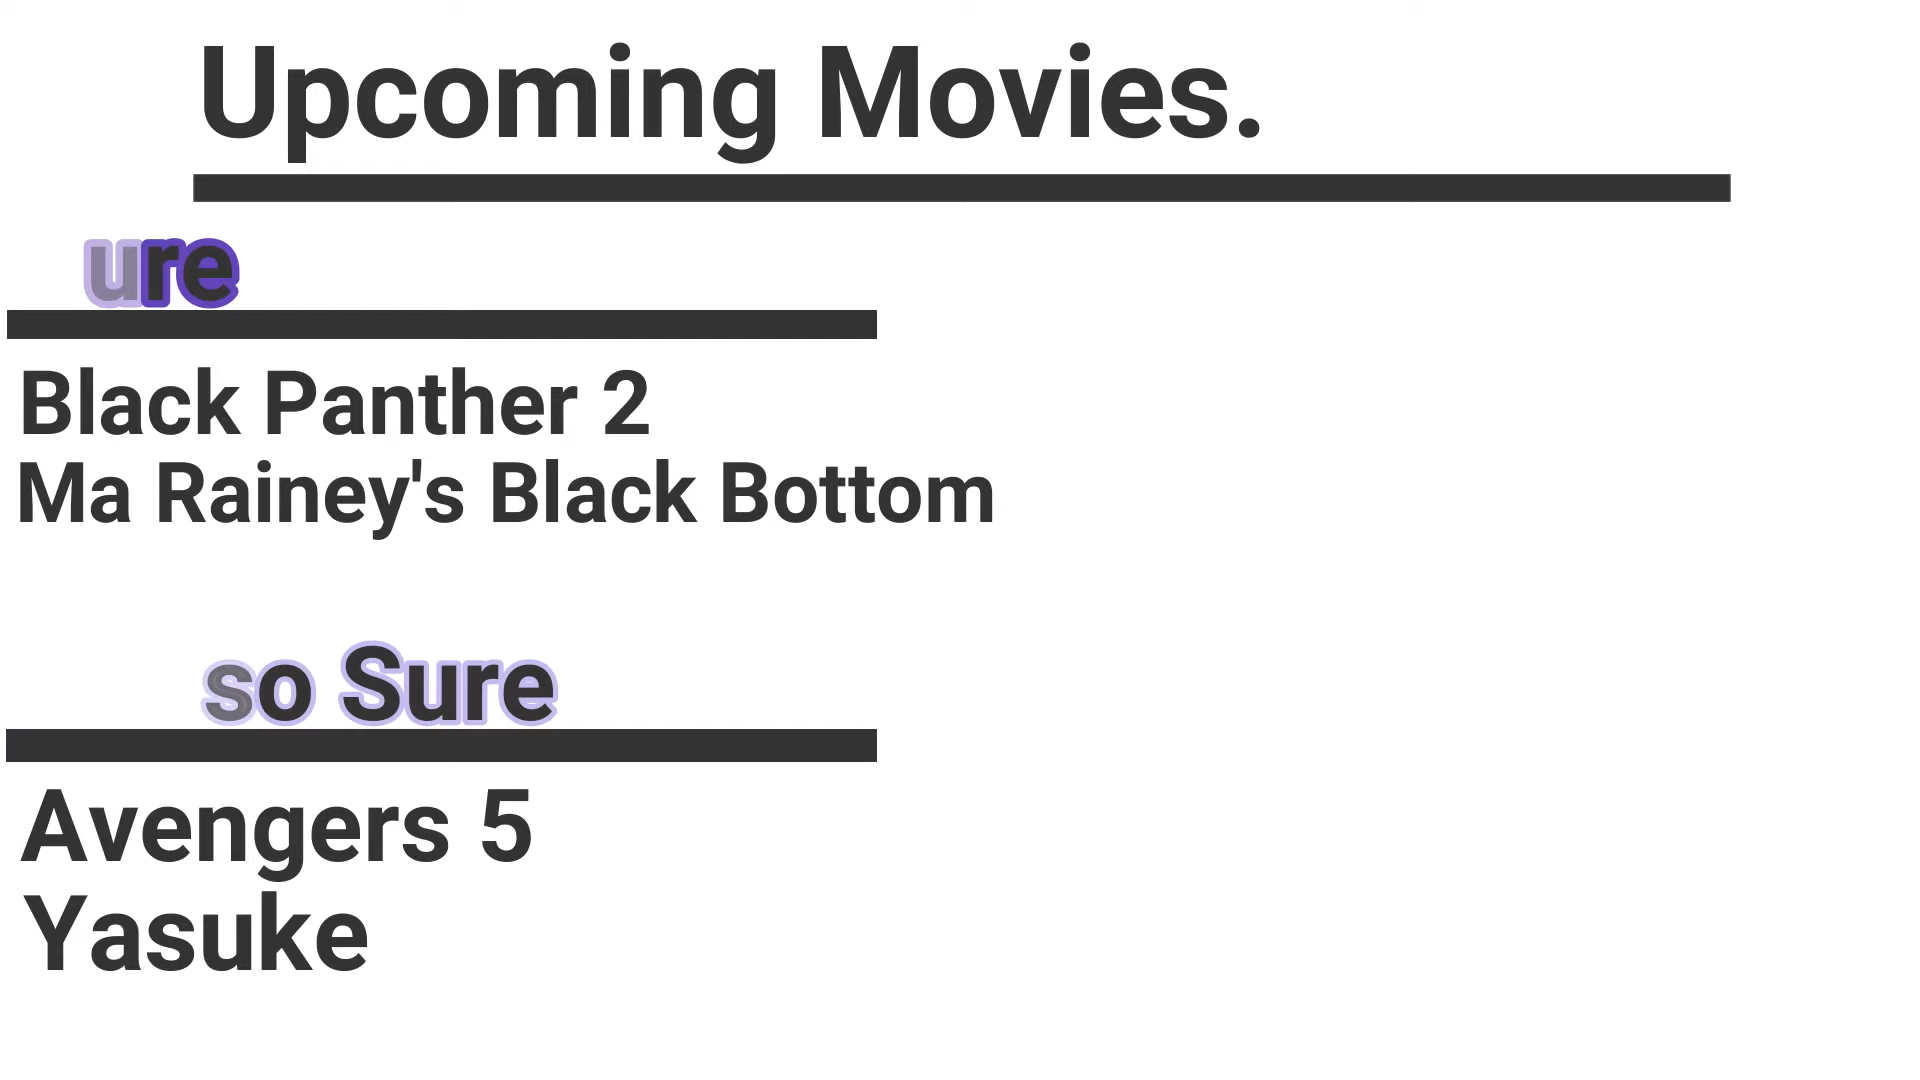 Upcoming Movies.
ure
Black Panther 2
Ma Rainey's Black Bottom
so Sure
Avengers 5
Yasuke